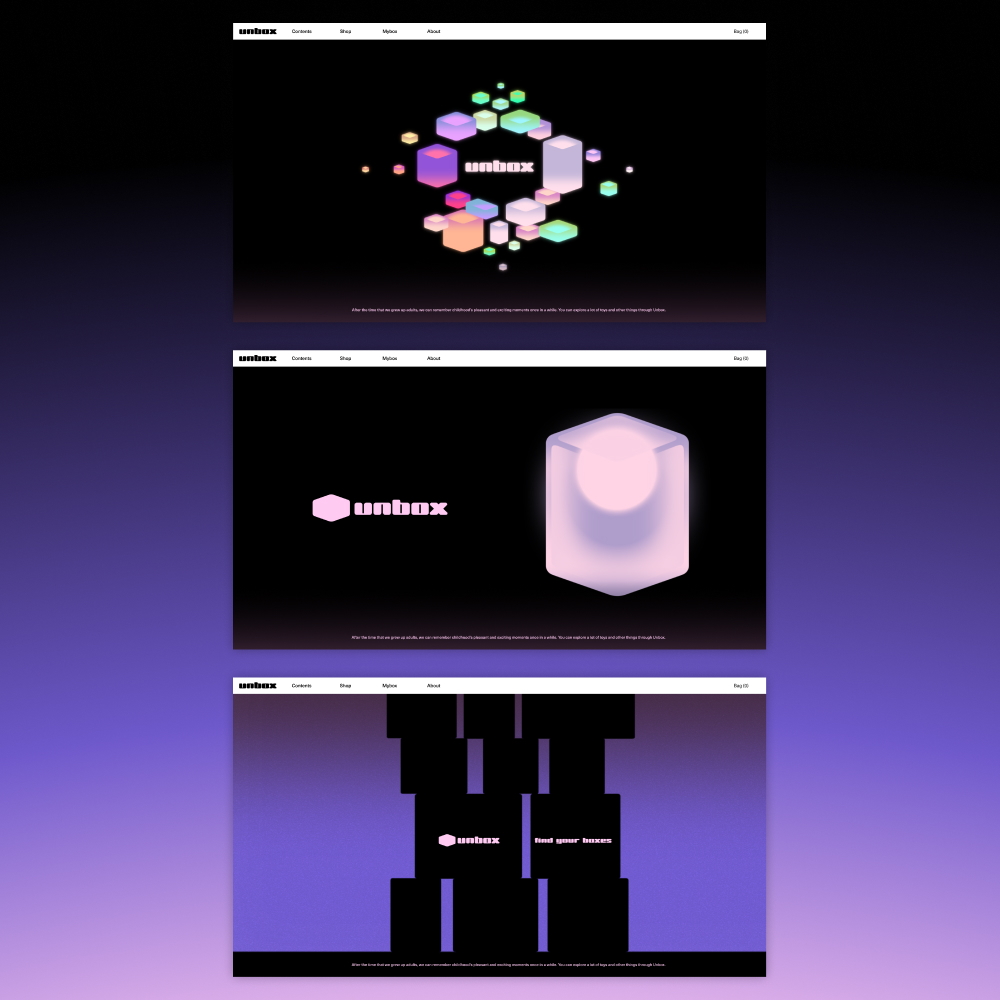 unbox Contents Shop Mybox About Bag (0)
unbox
After the time that we grew up adults, we can remember childhood's pleasant and exciting moments once in a while. You can explore a lot of toys and other things through Unbox.
unbox Contents Shop Mybox About Bag (0)
unbox
After the time that we grew up adults, we can remember childhood's pleasant and exciting moments once in a while. You can explore a lot of toys and other things through Unbox.
unbox Contents Shop Mybox About Bag (0)
unbox find your boxes
After the time that we grew up adults, we can remember childhood's pleasant and exciting moments once in a while. You can explore a lot of toys and other things through Unbox.